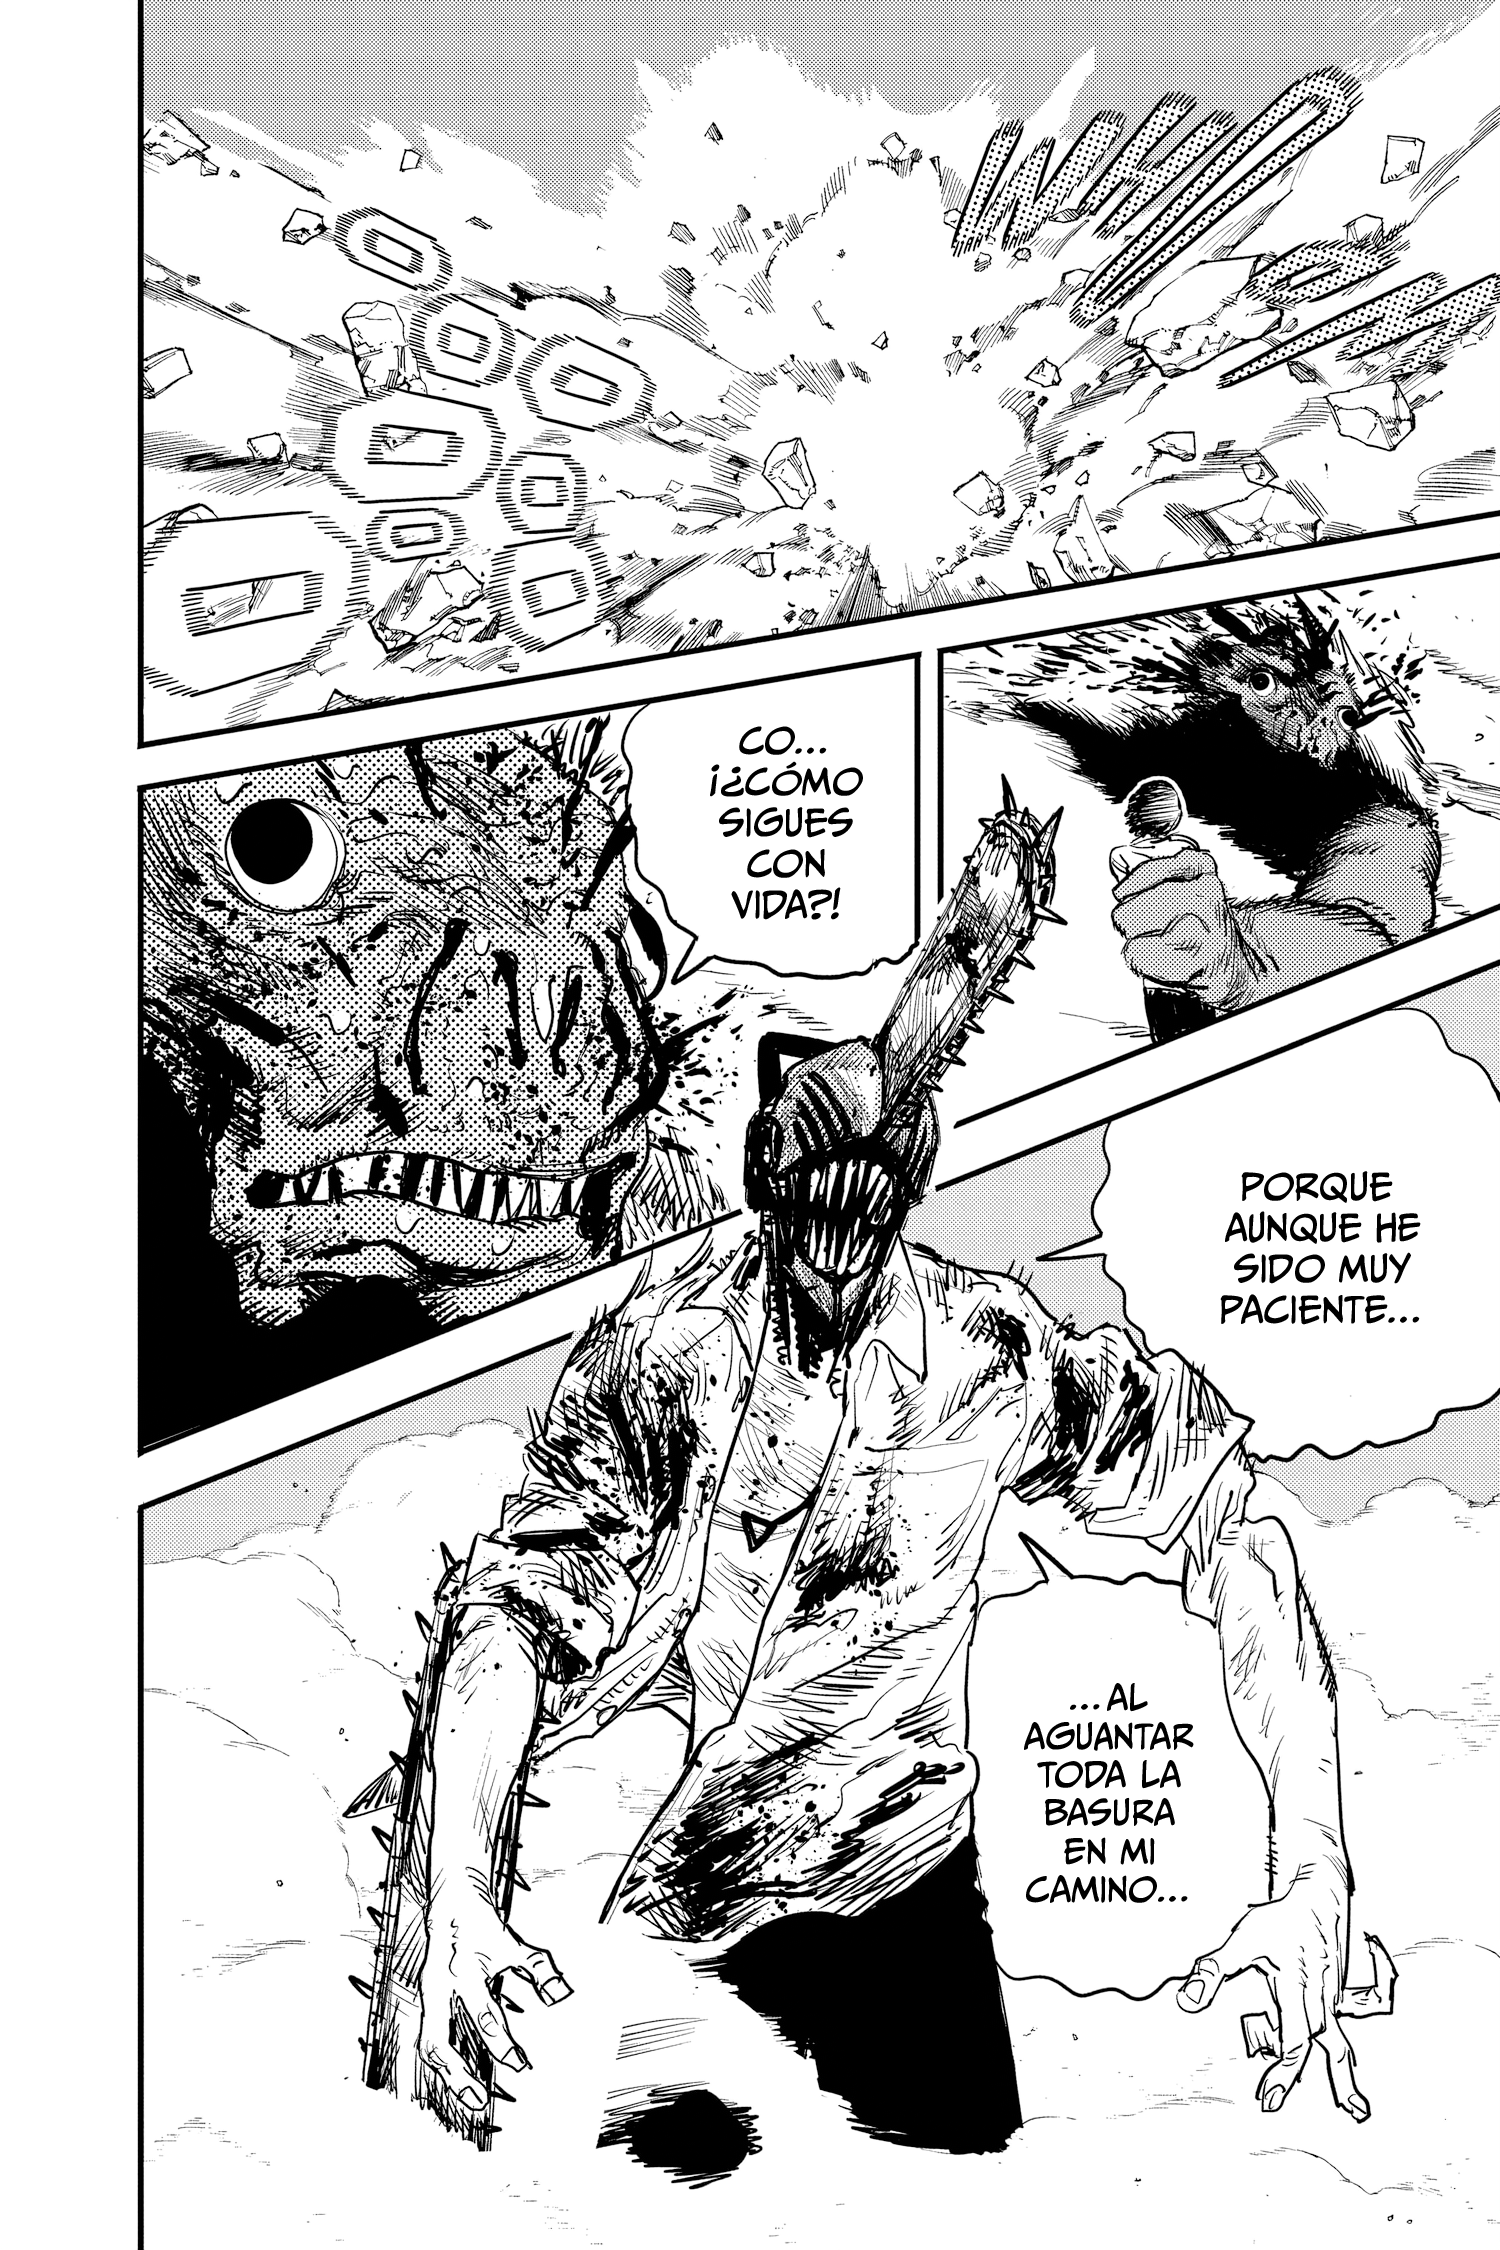 WHOOM
CO...
¡¿CÓMO
SIGUES
CON
VIDA?!
PORQUE
AUNQUE HE
SIDO MUY
PACIENTE...
...AL
AGUANTAR
TODA LA
BASURA
EN MI
CAMINO...